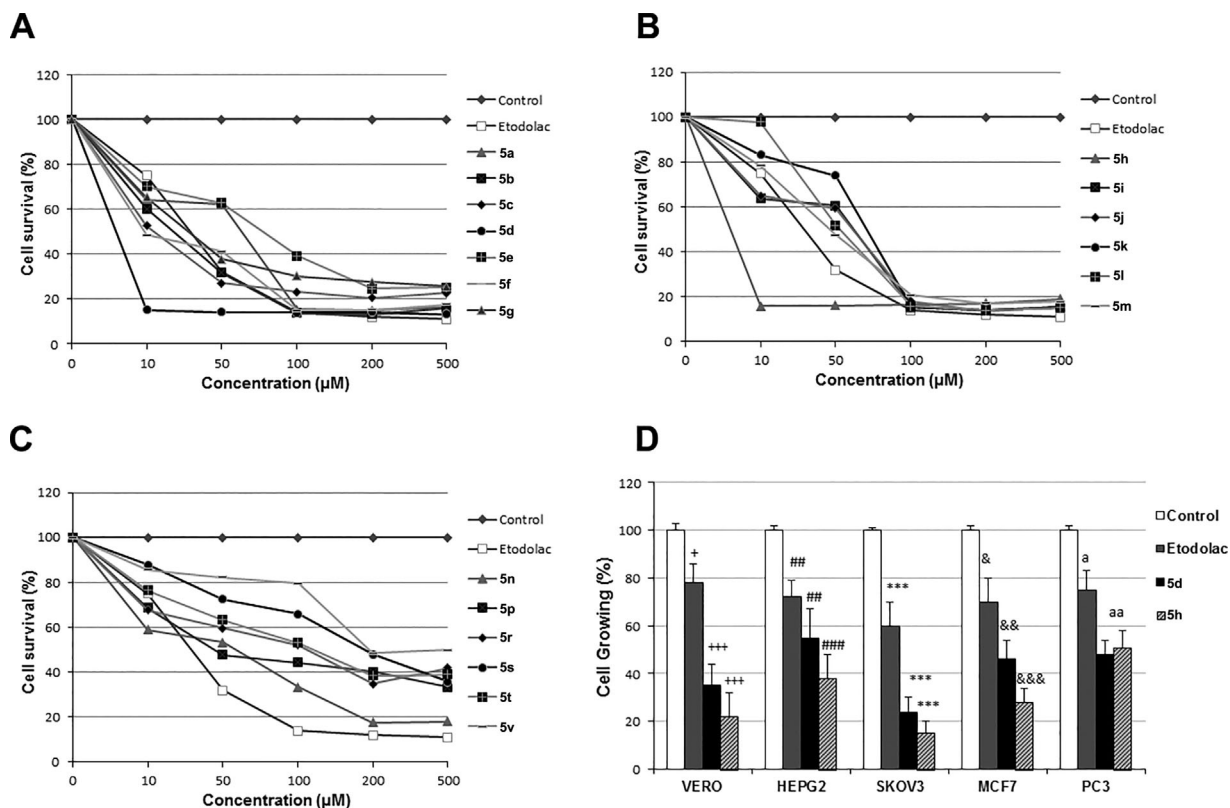 A
120
100
80
60
40
20
0
Cell survival (%)
0 10 50 100 200 500
Concentration (µM)
Control
Etodolac
5a
5b
5c
5d
5e
5f
5g
B
120
100
80
60
40
20
0
Cell survival (%)
0 10 50 100 200 500
Concentration (µM)
Control
Etodolac
5h
5i
5j
5k
5l
5m
C
120
100
80
60
40
20
0
Cell survival (%)
0 10 50 100 200 500
Concentration (µM)
Control
Etodolac
5n
5p
5r
5s
5t
5v
D
120
100
80
60
40
20
0
Cell Growing (%)
+
+++
+++
##
##
###
***
***
***
&
&&
&&&
a
aa
VERO HEPG2 SKOV3 MCF7 PC3
Control
Etodolac
5d
5h